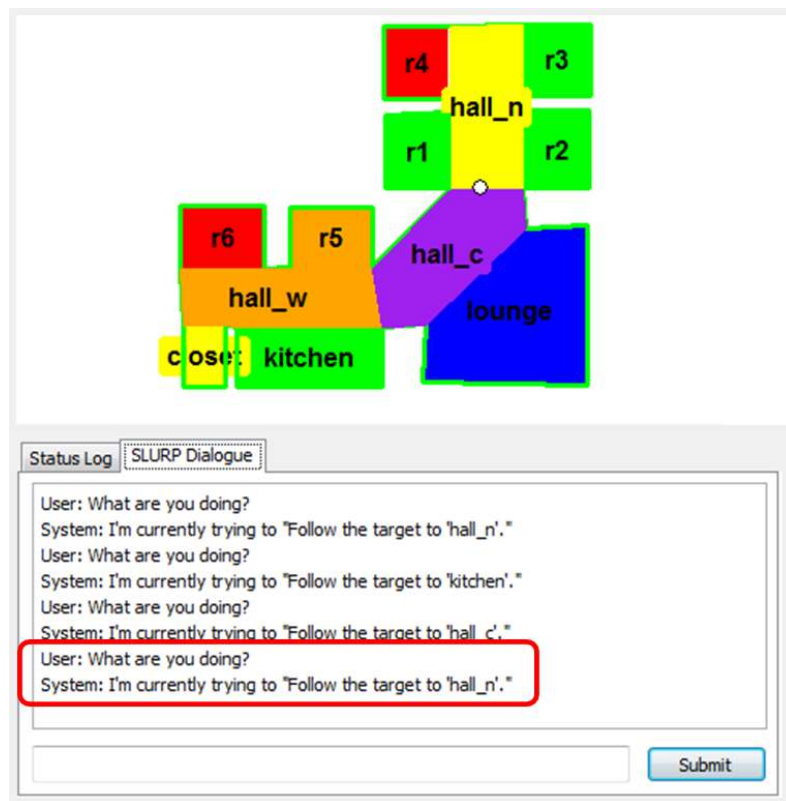 r4
r3
hall_n
r1
r2
r6
r5
hall_c
hall_w
lounge
closet
kitchen
Status Log
SLURP Dialogue
User: What are you doing?
System: I'm currently trying to "Follow the target to 'hall_n'."
User: What are you doing?
System: I'm currently trying to "Follow the target to 'kitchen'."
User: What are you doing?
System: I'm currently trying to "Follow the target to 'hall_c'."
User: What are you doing?
System: I'm currently trying to "Follow the target to 'hall_n'."
Submit